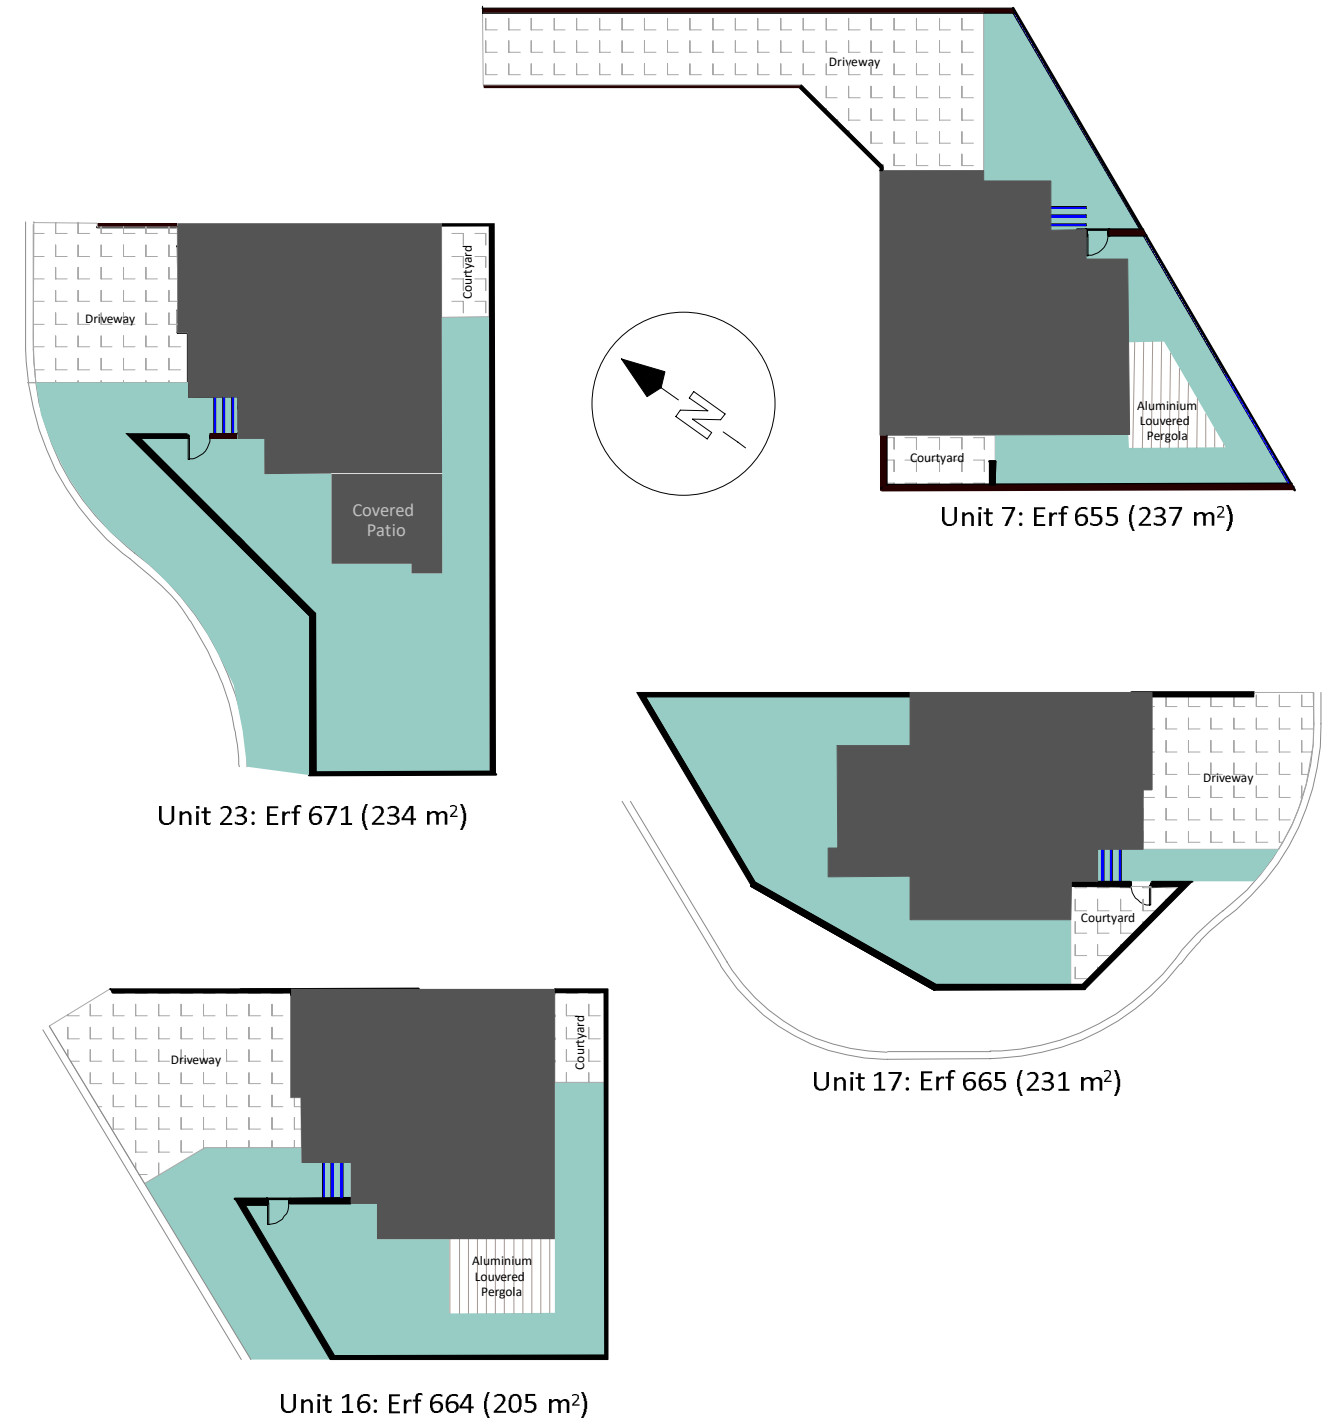 Driveway
Aluminium
Louvered
Pergola
Courtyard
Unit 7: Erf 655 (237 m²)
Courtyard
Driveway
Covered
Patio
Unit 23: Erf 671 (234 m²)
N
Driveway
Courtyard
Unit 17: Erf 665 (231 m²)
Driveway
Courtyard
Aluminium
Louvered
Pergola
Unit 16: Erf 664 (205 m²)